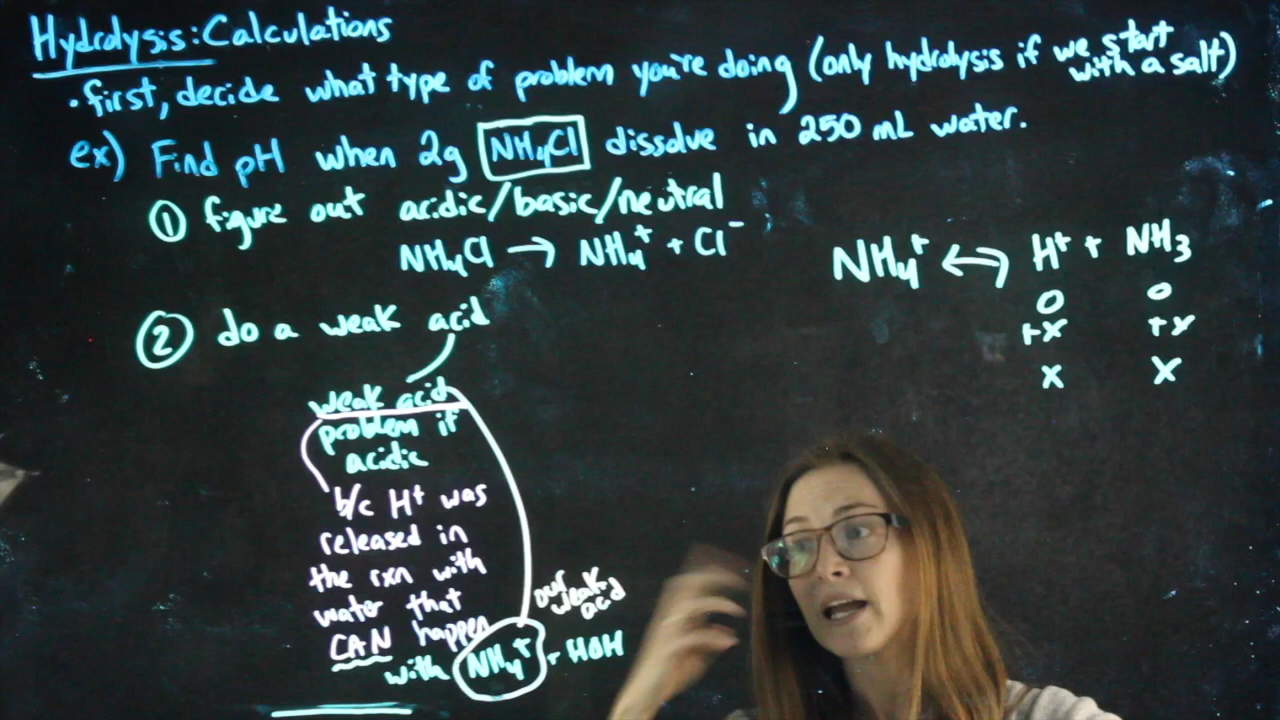 Hydrolysis: Calculations
• first, decide what type of problem you're doing (only hydrolysis if we start with a salt)
ex) Find pH when 2g NH4Cl dissolve in 250 mL water.
① figure out acidic/basic/neutral
NH4Cl → NH4⁺ + Cl⁻
② do a weak acid
weak acid
problem if
acidic
b/c H⁺ was
released in
the rxn with
water that
CAN happen
with NH4⁺ + HOH
our
weak
acid
NH4⁺ ↔ H⁺ + NH3
0 0
+x +x
x x